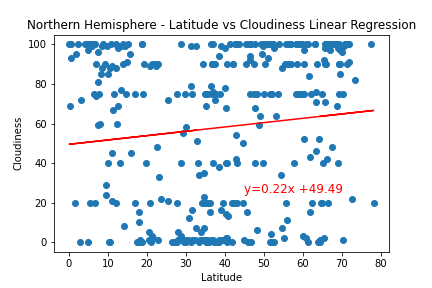 Northern Hemisphere - Latitude vs Cloudiness Linear Regression
100
80
60
40
20
0
Cloudiness
y=0.22x +49.49
0 10 20 30 40 50 60 70 80
Latitude